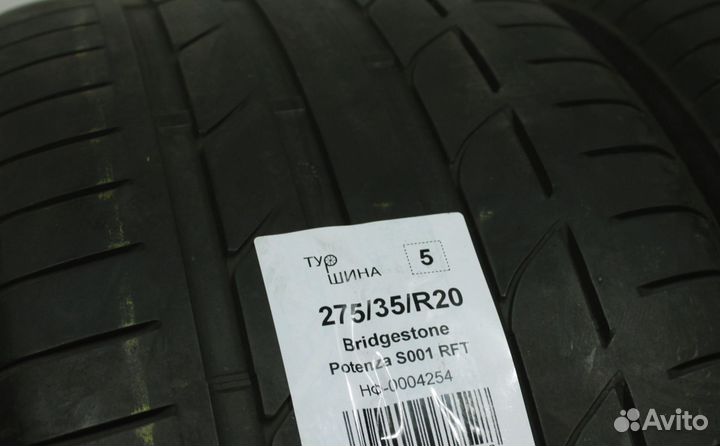 ТУР
ШИНА
5
275/35/R20
Bridgestone
Potenza S001 RFT
НФ-0004254
Avito